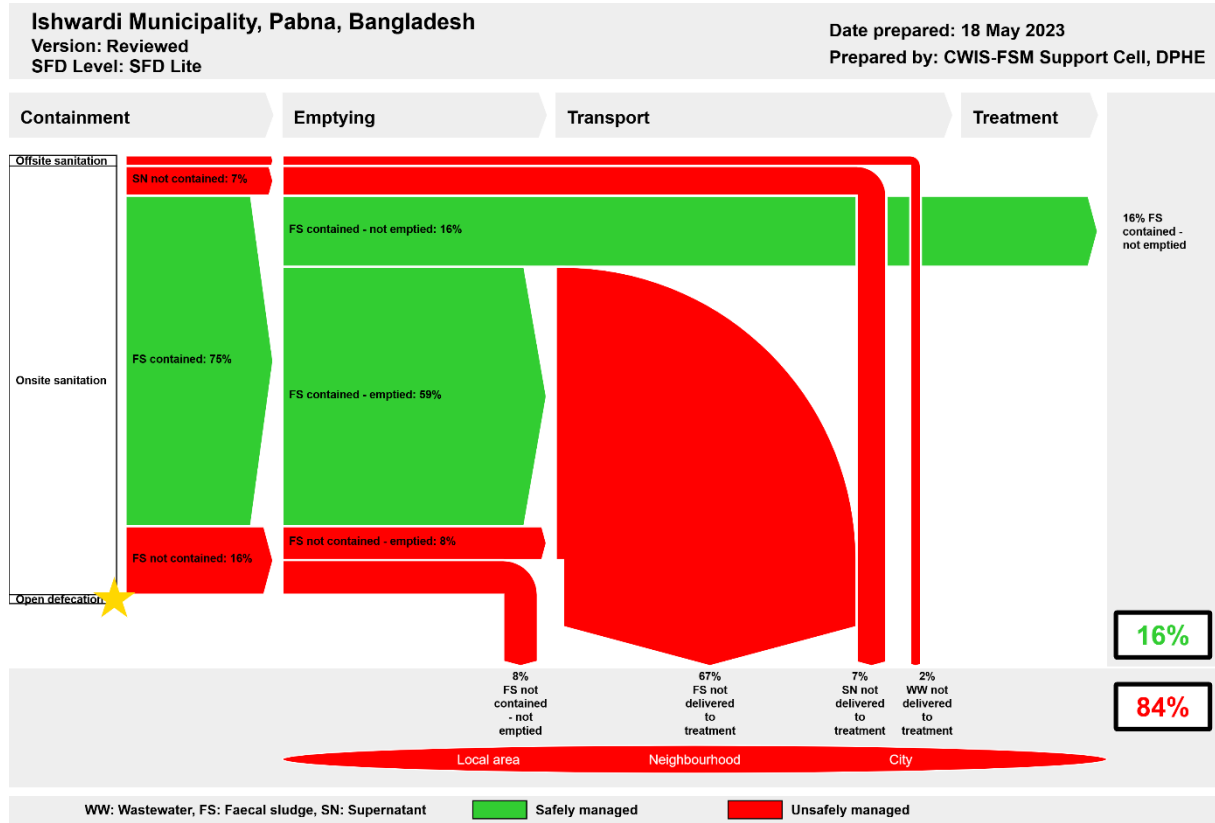 Ishwardi Municipality, Pabna, Bangladesh
Version: Reviewed
SFD Level: SFD Lite
Date prepared: 18 May 2023
Prepared by: CWIS-FSM Support Cell, DPHE
Containment
Emptying
Transport
Treatment
Offsite sanitation
SN not contained: 7%
FS contained - not emptied: 16%
16% FS
contained -
not emptied
FS contained: 75%
Onsite sanitation
FS contained - emptied: 59%
FS not contained - emptied: 8%
FS not contained: 16%
Open defecation
16%
8%
FS not
contained
- not
emptied
67%
FS not
delivered
to
treatment
7%
SN not
delivered
to
treatment
2%
WW not
delivered
to
treatment
84%
Local area
Neighbourhood
City
WW: Wastewater, FS: Faecal sludge, SN: Supernatant
Safely managed
Unsafely managed